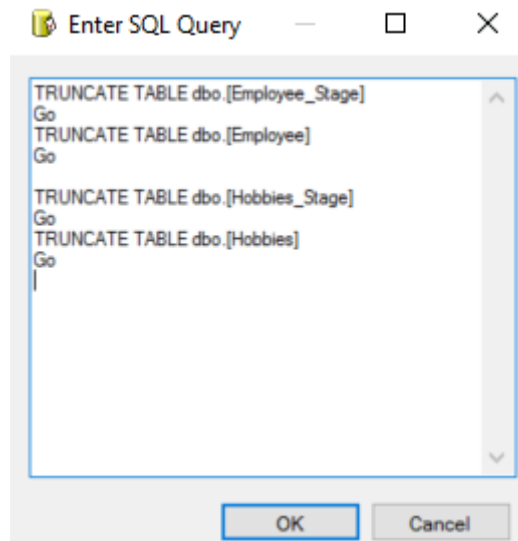 Enter SQL Query
TRUNCATE TABLE dbo.[Employee_Stage]
Go
TRUNCATE TABLE dbo.[Employee]
Go
TRUNCATE TABLE dbo.[Hobbies_Stage]
Go
TRUNCATE TABLE dbo.[Hobbies]
Go
OK Cancel